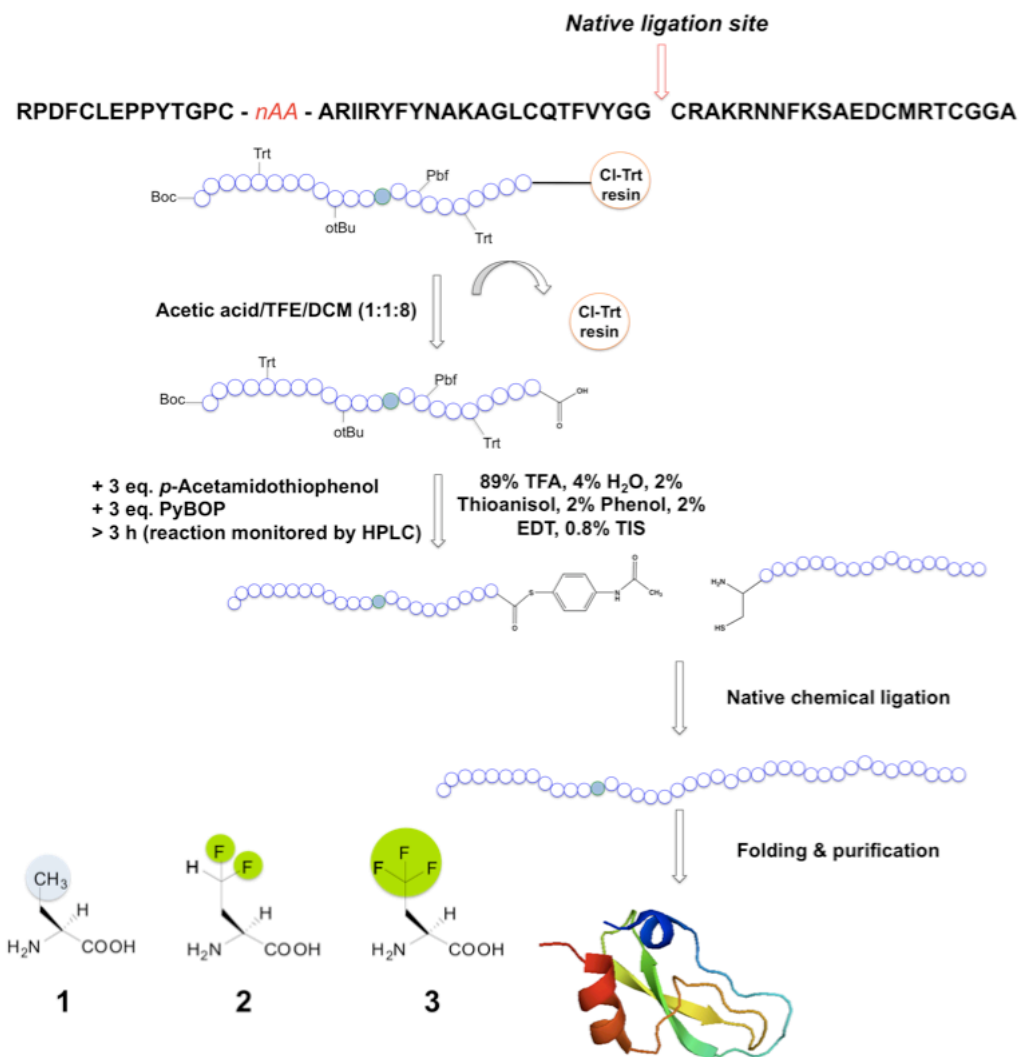 Native ligation site
RPDFCLEPPYTGPC - nAA - ARIIRYFYNAKAGLCQTFVYGG CRAKRNNFKSAEDCMRTCGGA
Trt
Pbf
Cl-Trt
resin
Boc
otBu
Trt
Acetic acid/TFE/DCM (1:1:8)
Cl-Trt
resin
Trt
Pbf
Boc
OH
O
otBu
Trt
+ 3 eq. p-Acetamidothiophenol
+ 3 eq. PyBOP
> 3 h (reaction monitored by HPLC)
89% TFA, 4% H2O, 2%
Thioanisol, 2% Phenol, 2%
EDT, 0.8% TIS
O
S
N
H
CH3
O
H2N
HS
Native chemical ligation
Folding & purification
CH3
H
H2N
COOH
1
F
H
F
H
H2N
COOH
2
F
F
F
H
H2N
COOH
3